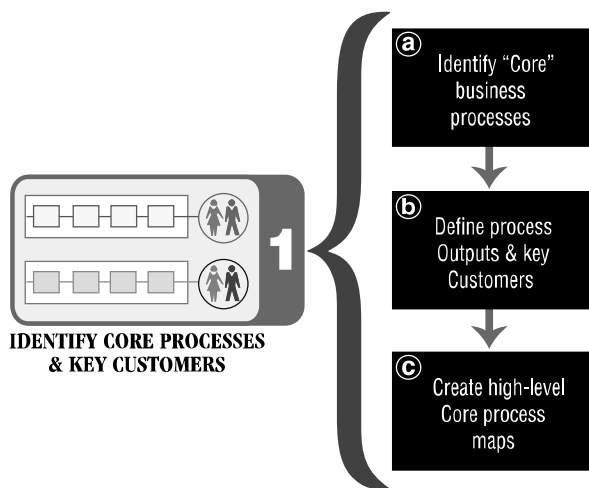 1
IDENTIFY CORE PROCESSES
& KEY CUSTOMERS
a
Identify “Core”
business
processes
b
Define process
Outputs & key
Customers
c
Create high-level
Core process
maps